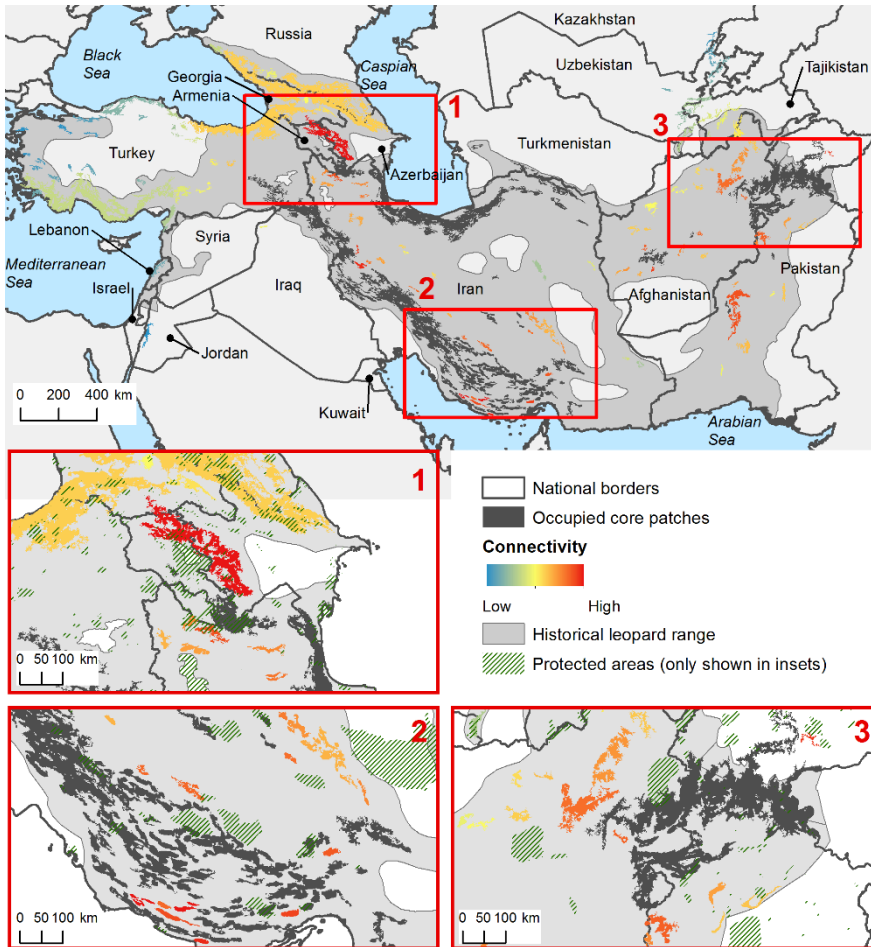 Kazakhstan
Russia
Black
Sea
Caspian
Sea
Uzbekistan
Tajikistan
Georgia
Armenia
1
3
Turkey
Turkmenistan
Azerbaijan
Lebanon
Syria
Mediterranean
Sea
Israel
Iraq
2
Iran
Afghanistan
Pakistan
Jordan
0 200 400 km
Kuwait
Arabian
Sea
1
0 50 100 km
National borders
Occupied core patches
Connectivity
Low High
Historical leopard range
Protected areas (only shown in insets)
2
0 50 100 km
3
0 50 100 km